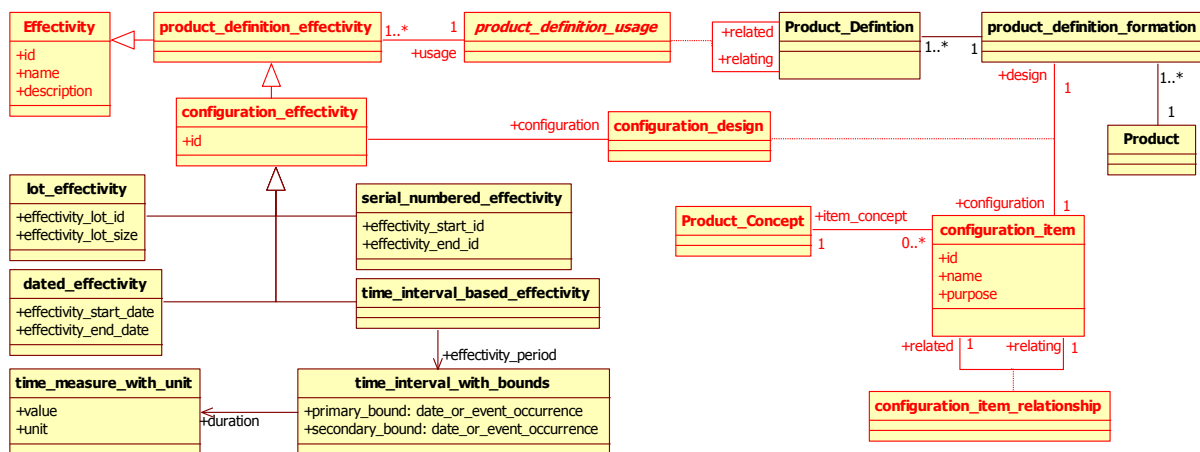 Effectivity
+id
+name
+description
product_definition_effectivity
1..*
1
+usage
product_definition_usage
+related
+relating
Product_Defintion
1..*
1
product_definition_formation
+design
1
1..*
1
Product
configuration_effectivity
+id
+configuration
configuration_design
lot_effectivity
+effectivity_lot_id
+effectivity_lot_size
serial_numbered_effectivity
+effectivity_start_id
+effectivity_end_id
Product_Concept
+item_concept
1
0..*
+configuration
1
configuration_item
+id
+name
+purpose
dated_effectivity
+effectivity_start_date
+effectivity_end_date
time_interval_based_effectivity
+effectivity_period
+related
1
+relating
1
time_measure_with_unit
+value
+unit
+duration
time_interval_with_bounds
+primary_bound: date_or_event_occurrence
+secondary_bound: date_or_event_occurrence
configuration_item_relationship